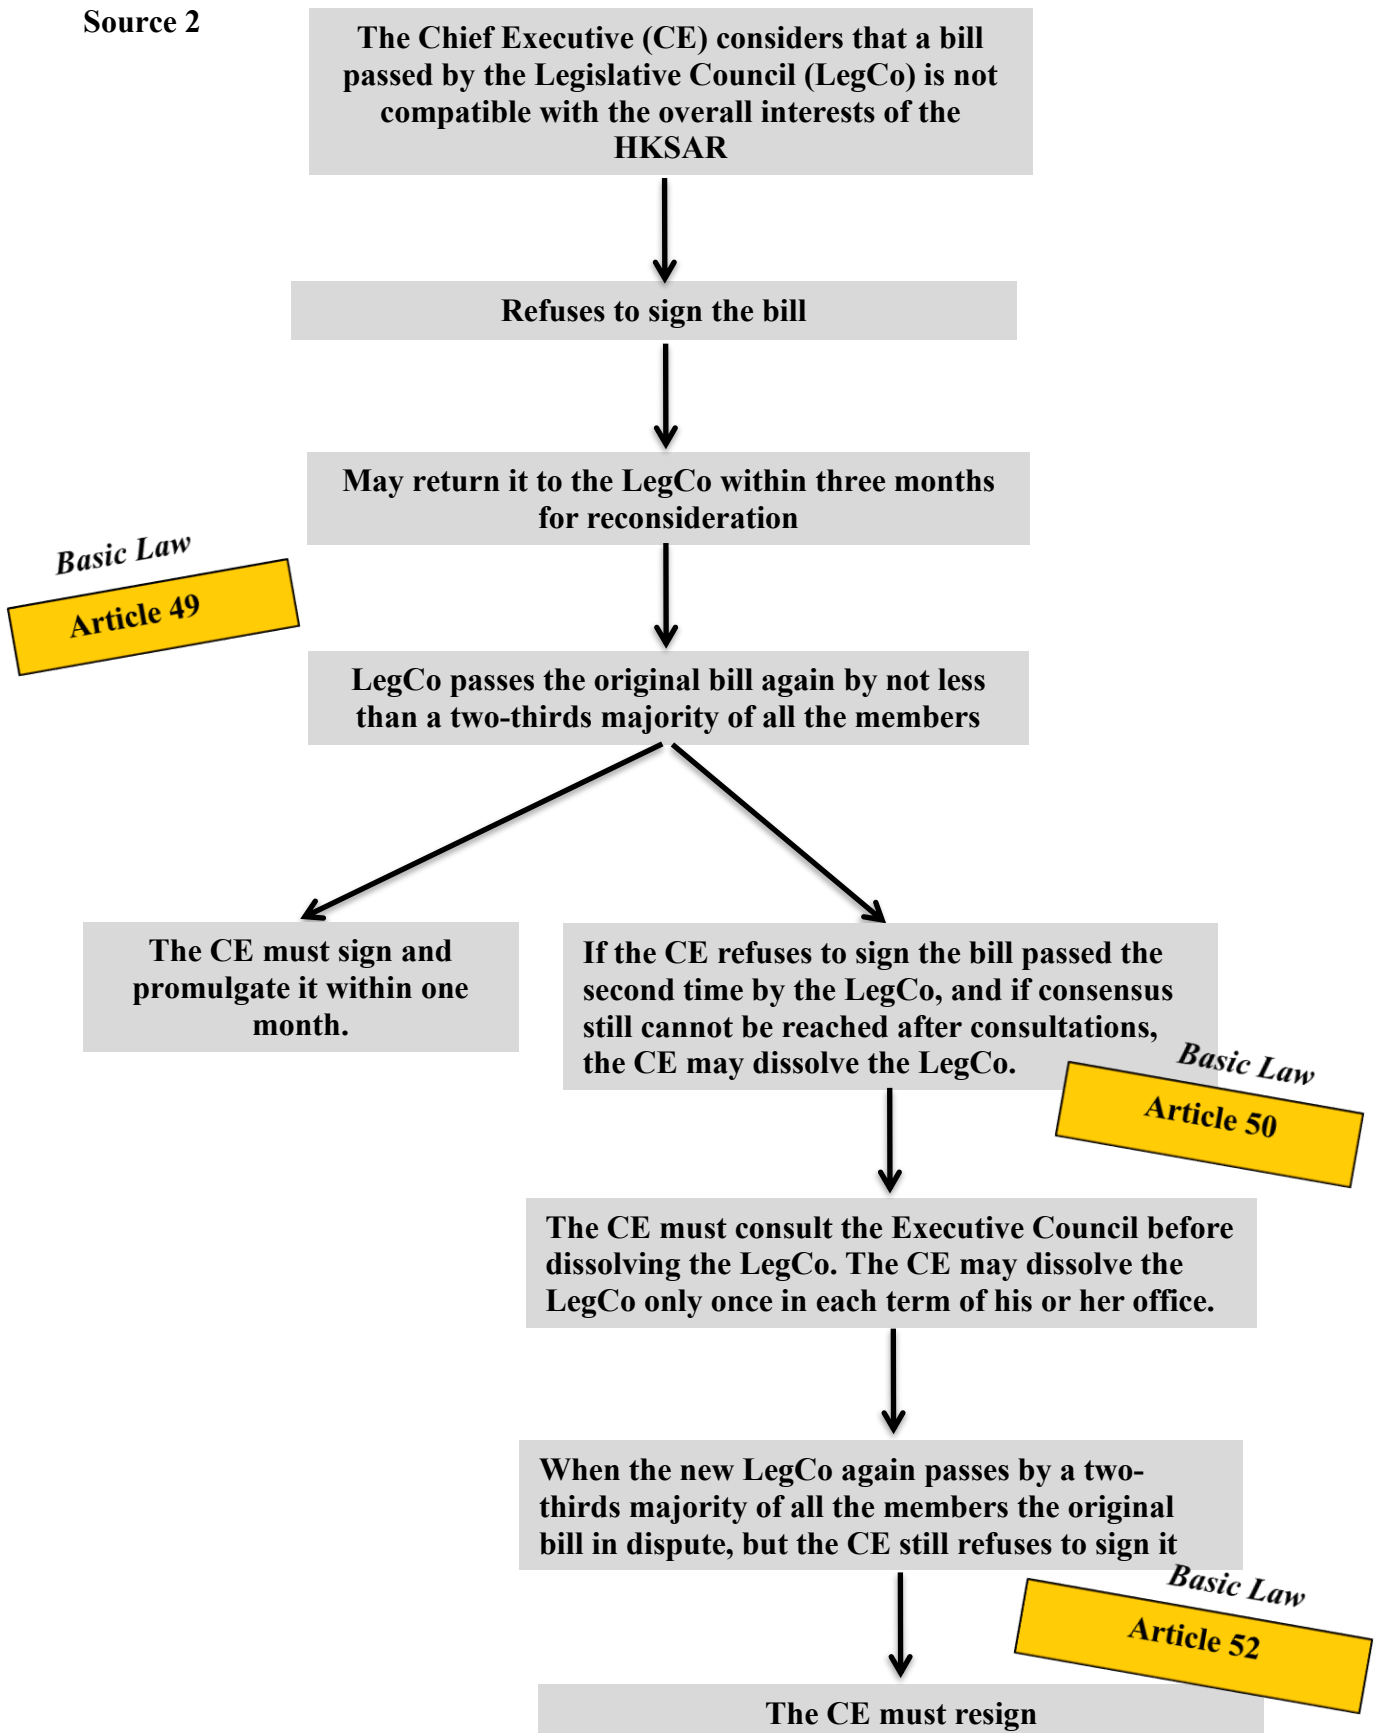 Source 2
The Chief Executive (CE) considers that a bill
passed by the Legislative Council (LegCo) is not
compatible with the overall interests of the
HKSAR
Refuses to sign the bill
May return it to the LegCo within three months
for reconsideration
Basic Law
Article 49
LegCo passes the original bill again by not less
than a two-thirds majority of all the members
The CE must sign and
promulgate it within one
month.
If the CE refuses to sign the bill passed the
second time by the LegCo, and if consensus
still cannot be reached after consultations,
the CE may dissolve the LegCo.
Basic Law
Article 50
The CE must consult the Executive Council before
dissolving the LegCo. The CE may dissolve the
LegCo only once in each term of his or her office.
When the new LegCo again passes by a two-
thirds majority of all the members the original
bill in dispute, but the CE still refuses to sign it
Basic Law
Article 52
The CE must resign